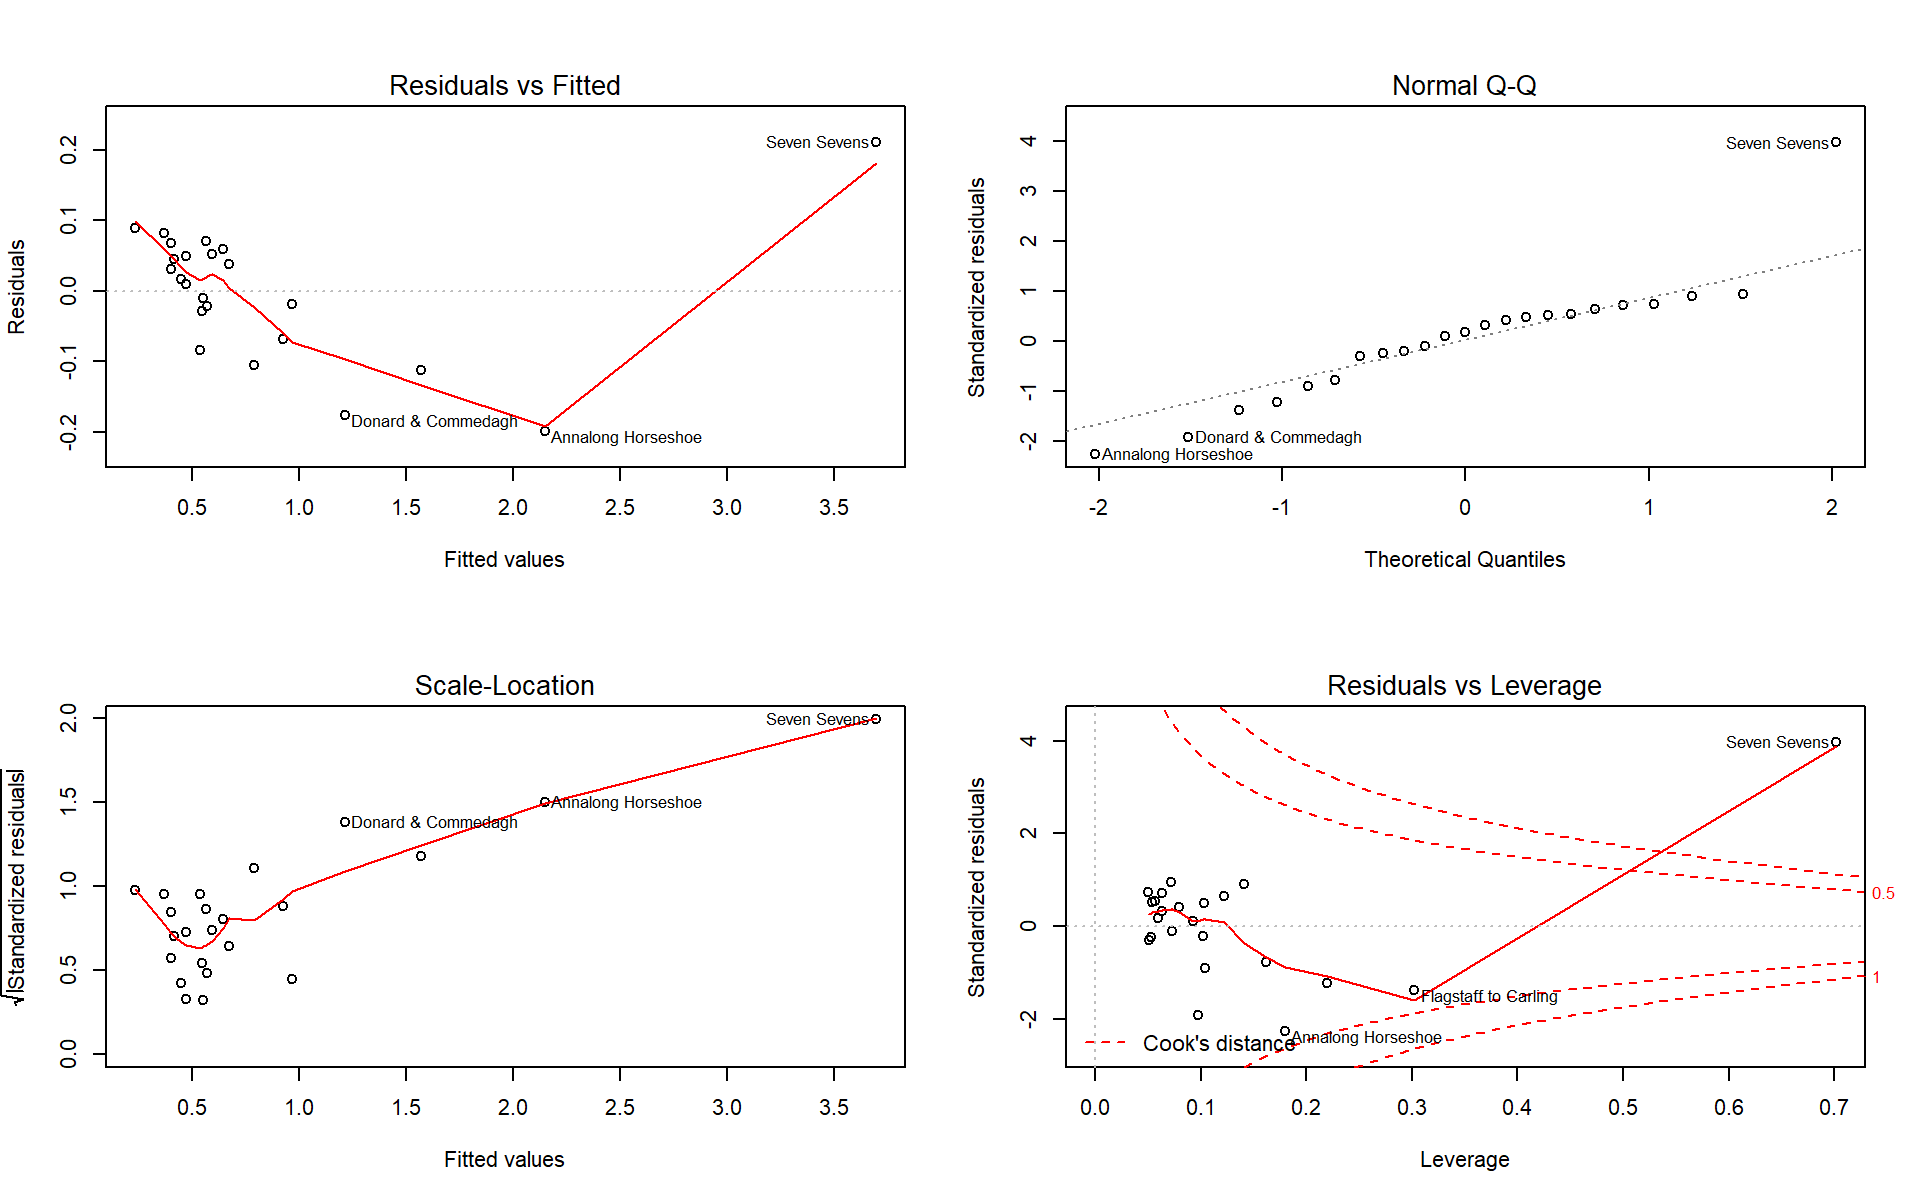 Residuals vs Fitted
Residuals
0.2
0.1
0.0
-0.1
-0.2
Seven Sevens
Donard & Commedagh
Annalong Horseshoe
0.5 1.0 1.5 2.0 2.5 3.0 3.5
Fitted values
Normal Q-Q
Standardized residuals
4
3
2
1
0
-1
-2
Seven Sevens
Donard & Commedagh
Annalong Horseshoe
-2 -1 0 1 2
Theoretical Quantiles
Scale-Location
√|Standardized residuals|
2.0
1.5
1.0
0.5
0.0
Seven Sevens
Annalong Horseshoe
Donard & Commedagh
0.5 1.0 1.5 2.0 2.5 3.0 3.5
Fitted values
Residuals vs Leverage
Standardized residuals
4
2
0
-2
Seven Sevens
0.5
1
Flagstaff to Carling
Annalong Horseshoe
Cook's distance
0.0 0.1 0.2 0.3 0.4 0.5 0.6 0.7
Leverage